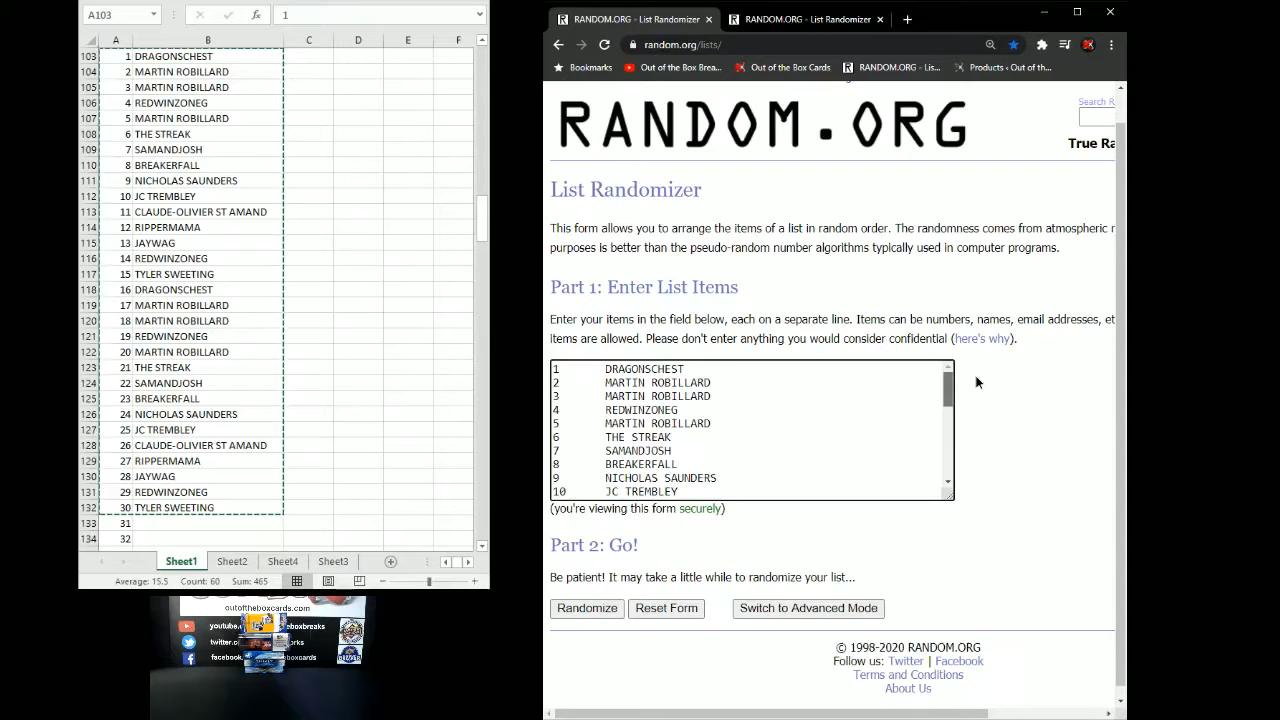 A103
1
A B C D E F
103 1 DRAGONSCHEST
104 2 MARTIN ROBILLARD
105 3 MARTIN ROBILLARD
106 4 REDWINZONEG
107 5 MARTIN ROBILLARD
108 6 THE STREAK
109 7 SAMANDJOSH
110 8 BREAKERFALL
111 9 NICHOLAS SAUNDERS
112 10 JC TREMBLEY
113 11 CLAUDE-OLIVIER ST AMAND
114 12 RIPPERMAMA
115 13 JAYWAG
116 14 REDWINZONEG
117 15 TYLER SWEETING
118 16 DRAGONSCHEST
119 17 MARTIN ROBILLARD
120 18 MARTIN ROBILLARD
121 19 REDWINZONEG
122 20 MARTIN ROBILLARD
123 21 THE STREAK
124 22 SAMANDJOSH
125 23 BREAKERFALL
126 24 NICHOLAS SAUNDERS
127 25 JC TREMBLEY
128 26 CLAUDE-OLIVIER ST AMAND
129 27 RIPPERMAMA
130 28 JAYWAG
131 29 REDWINZONEG
132 30 TYLER SWEETING
133 31
134 32
Sheet1 Sheet2 Sheet4 Sheet3
Average: 15.5 Count: 60 Sum: 465
outoftheboxcards.com
youtube.
twitter.
facebook.
RANDOM.ORG - List Randomizer
RANDOM.ORG - List Randomizer
random.org/lists/
Bookmarks Out of the Box Brea... Out of the Box Cards RANDOM.ORG - Lis... Products ‹ Out of th...
Search R
RANDOM.ORG
True Ra
List Randomizer
This form allows you to arrange the items of a list in random order. The randomness comes from atmospheric r
purposes is better than the pseudo-random number algorithms typically used in computer programs.
Part 1: Enter List Items
Enter your items in the field below, each on a separate line. Items can be numbers, names, email addresses, et
Items are allowed. Please don't enter anything you would consider confidential (here's why).
1 DRAGONSCHEST
2 MARTIN ROBILLARD
3 MARTIN ROBILLARD
4 REDWINZONEG
5 MARTIN ROBILLARD
6 THE STREAK
7 SAMANDJOSH
8 BREAKERFALL
9 NICHOLAS SAUNDERS
10 JC TREMBLEY
(you're viewing this form securely)
Part 2: Go!
Be patient! It may take a little while to randomize your list...
Randomize Reset Form Switch to Advanced Mode
© 1998-2020 RANDOM.ORG
Follow us: Twitter | Facebook
Terms and Conditions
About Us